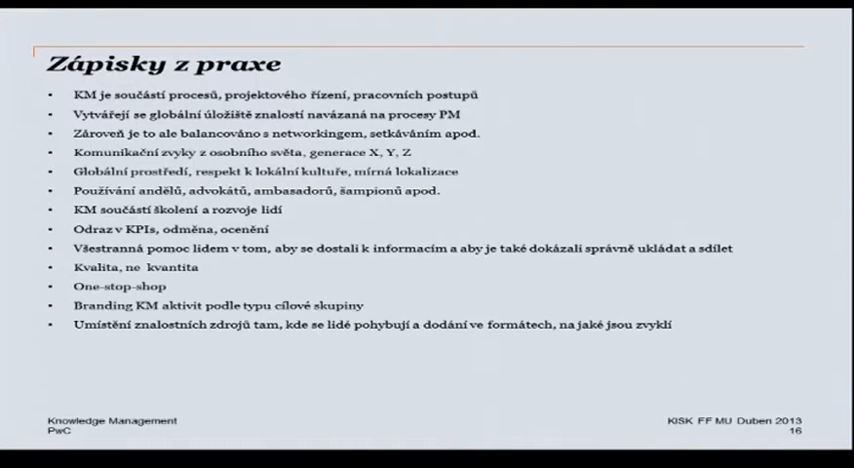 Zápisky z praxe
• KM je součástí procesů, projektového řízení, pracovních postupů
• Vytvářejí se globální úložiště znalostí navázaná na procesy PM
• Zároveň je to ale balancováno s networkingem, setkáváním apod.
• Komunikační zvyky z osobního světa, generace X, Y, Z
• Globální prostředí, respekt k lokální kultuře, mírná lokalizace
• Používání andělů, advokátů, ambasadorů, šampionů apod.
• KM součástí školení a rozvoje lidí
• Odraz v KPIs, odměna, ocenění
• Všestranná pomoc lidem v tom, aby se dostali k informacím a aby je také dokázali správně ukládat a sdílet
• Kvalita, ne kvantita
• One-stop-shop
• Branding KM aktivit podle typu cílové skupiny
• Umístění znalostních zdrojů tam, kde se lidé pohybují a dodání ve formátech, na jaké jsou zvyklí
Knowledge Management
PwC
KISK FF MU Duben 2013
16